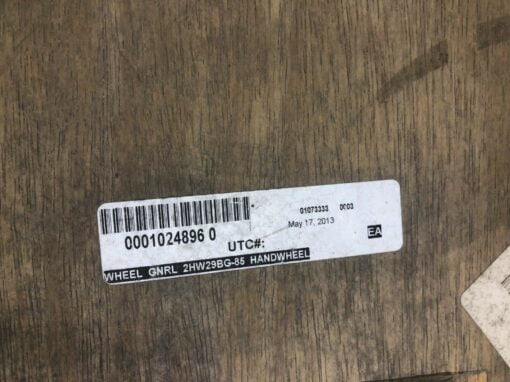 01073333 0003
May 17, 2013
0001024896 0
UTC#:
EA
WHEEL GNRL 2HW29BG-85 HANDWHEEL